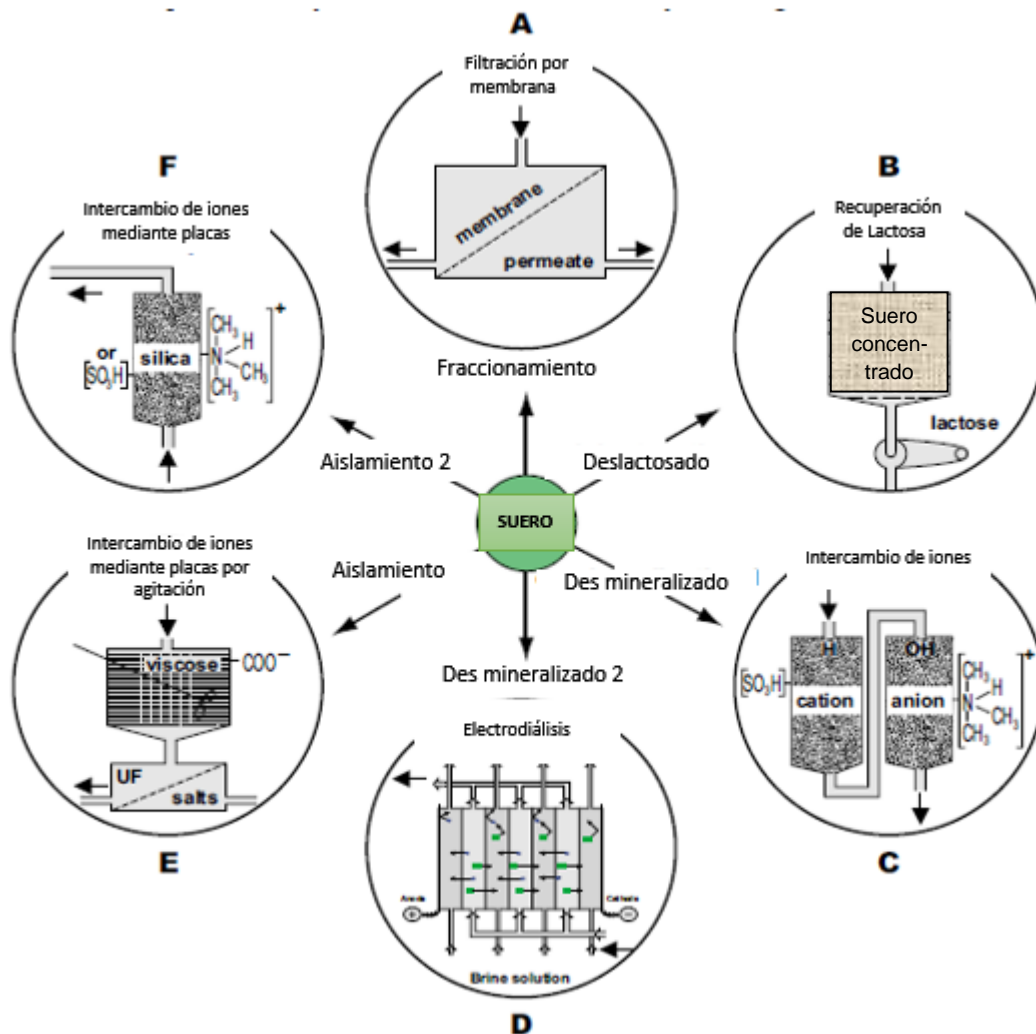 A
Filtración por
membrana
membrane
permeate
Fraccionamiento
B
Recuperación
de Lactosa
Suero
concen-
trado
lactose
Deslactosado
F
Intercambio de iones
mediante placas
or
silica
[SO₃H]
[CH₃
N H
CH₃
CH₃]+
Aislamiento 2
SUERO
Intercambio de iones
mediante placas por
agitación
viscose
COO⁻
UF
salts
E
Aislamiento
Des mineralizado
Intercambio de iones
H
OH
[SO₃H]
cation
anion
[CH₃
N H
CH₃
CH₃]+
C
Des mineralizado 2
Electrodiálisis
Anode
+
Cathode
−
Brine solution
D